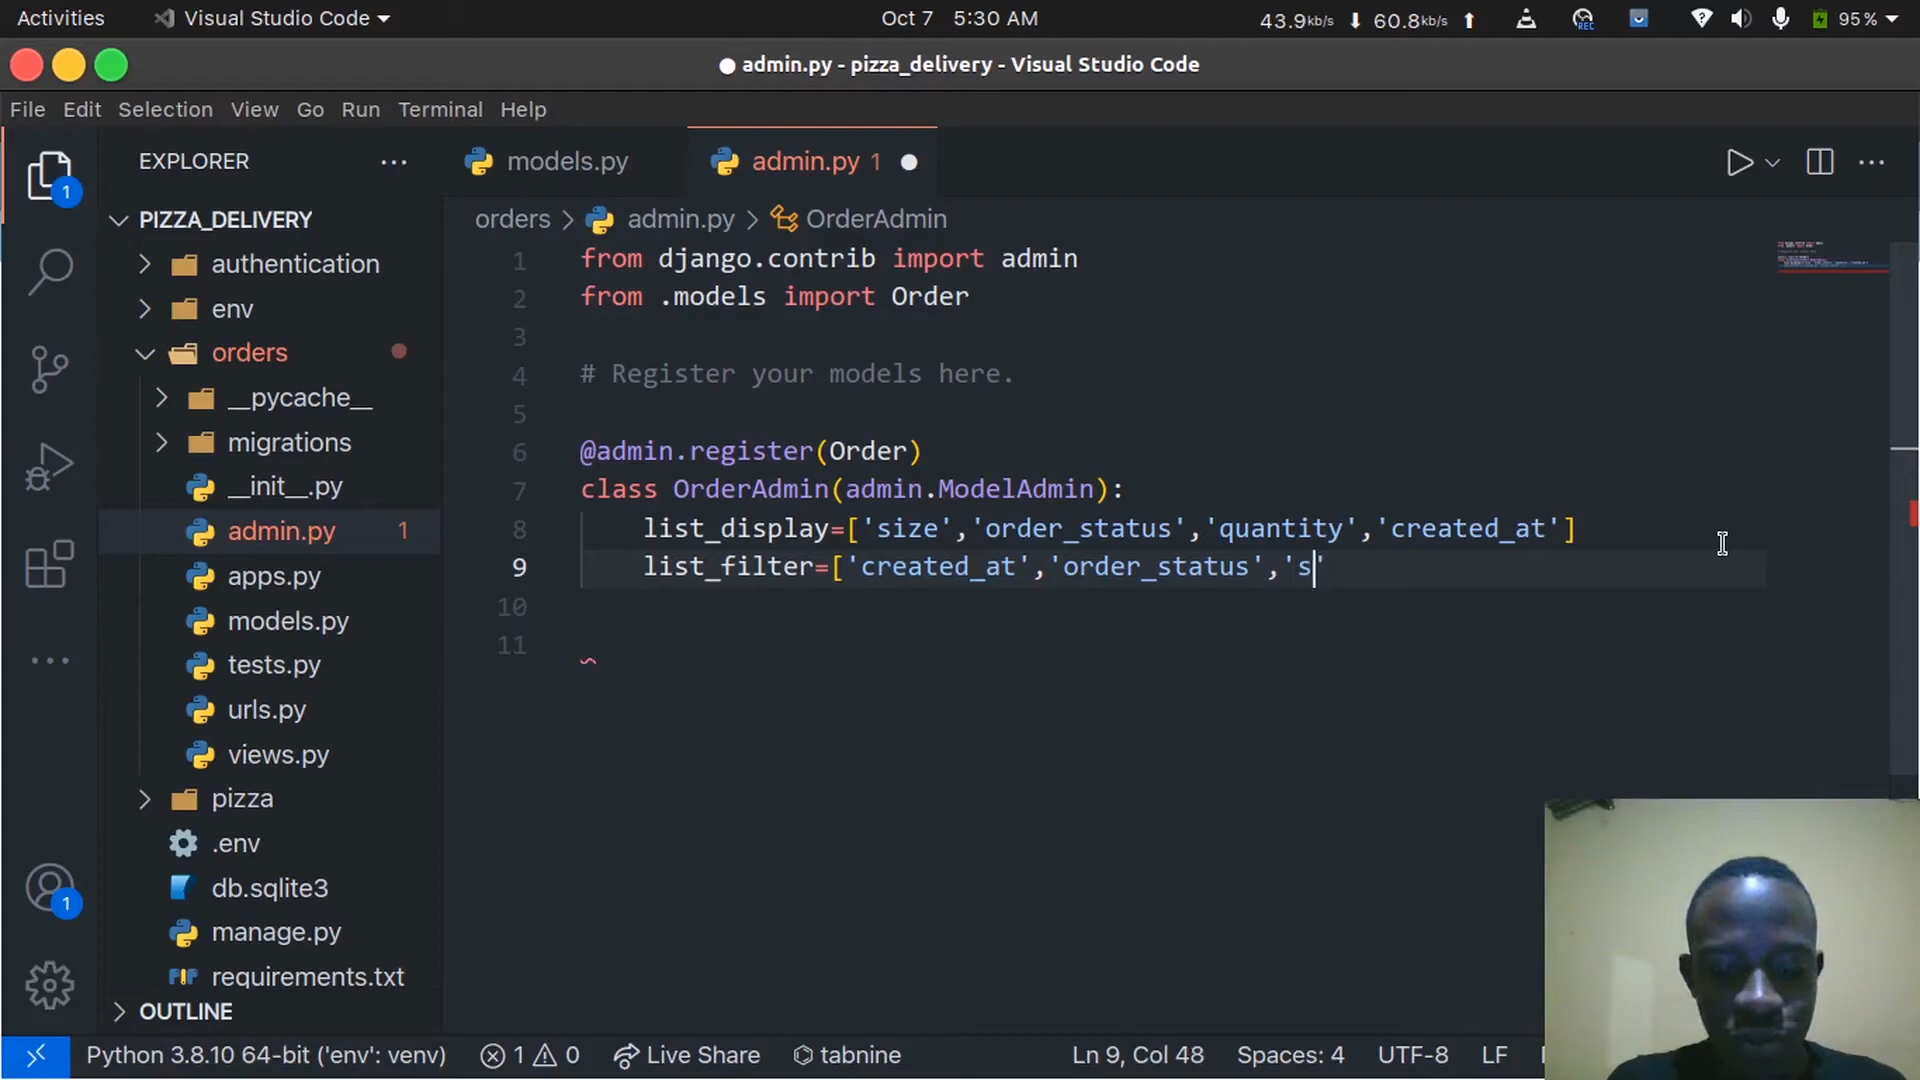 Activities Visual Studio Code Oct 7 5:30 AM 43.9kb/s 60.8kb/s REC 95 %
admin.py - pizza_delivery - Visual Studio Code
File Edit Selection View Go Run Terminal Help
1 EXPLORER models.py admin.py 1
PIZZA_DELIVERY
authentication
env
orders
__pycache__
migrations
__init__.py
admin.py 1
apps.py
models.py
tests.py
urls.py
views.py
pizza
.env
db.sqlite3
manage.py
requirements.txt
OUTLINE
1
orders > admin.py > OrderAdmin
1 from django.contrib import admin
2 from .models import Order
3
4 # Register your models here.
5
6 @admin.register(Order)
7 class OrderAdmin(admin.ModelAdmin):
8 list_display=['size','order_status','quantity','created_at']
9 list_filter=['created_at','order_status','s'
10
11
Python 3.8.10 64-bit ('env': venv) 1 0 Live Share tabnine Ln 9, Col 48 Spaces: 4 UTF-8 LF